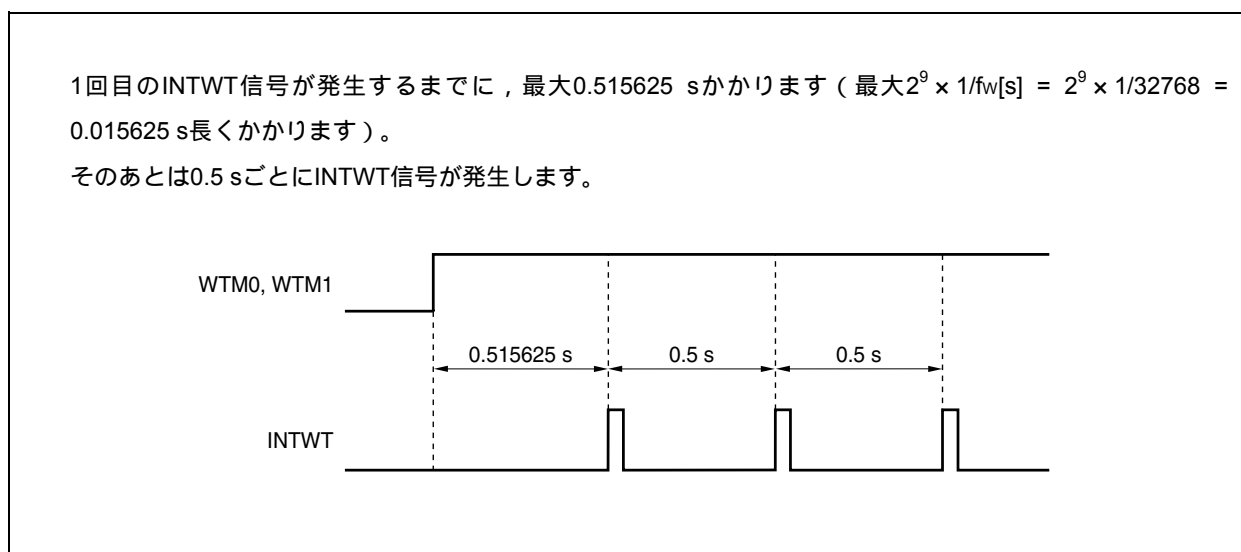 1回目のINTWT信号が発生するまでに，最大0.515625 sかかります（最大2⁹ × 1/fw[s] = 2⁹ × 1/32768 =
0.015625 s長くかかります）。
そのあとは0.5 sごとにINTWT信号が発生します。
WTM0, WTM1
0.515625 s 0.5 s 0.5 s
INTWT